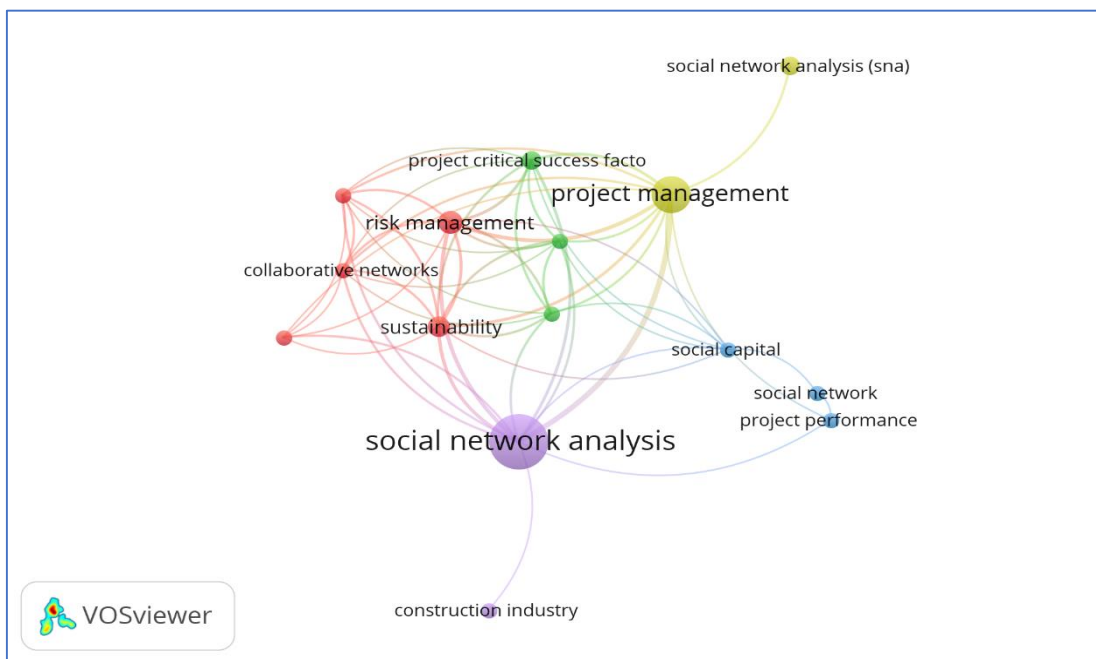 social network analysis (sna)
project critical success facto
project management
risk management
collaborative networks
sustainability
social capital
social network
project performance
social network analysis
construction industry
VOSviewer